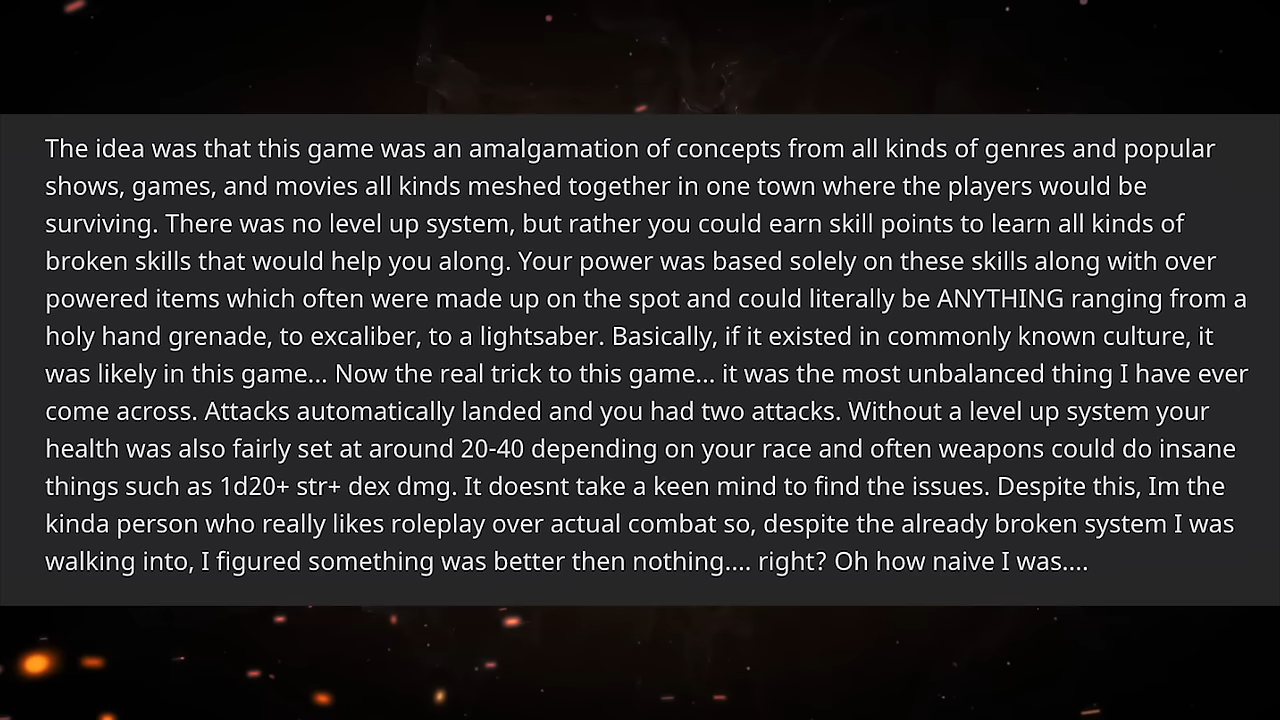 The idea was that this game was an amalgamation of concepts from all kinds of genres and popular
shows, games, and movies all kinds meshed together in one town where the players would be
surviving. There was no level up system, but rather you could earn skill points to learn all kinds of
broken skills that would help you along. Your power was based solely on these skills along with over
powered items which often were made up on the spot and could literally be ANYTHING ranging from a
holy hand grenade, to excaliber, to a lightsaber. Basically, if it existed in commonly known culture, it
was likely in this game... Now the real trick to this game... it was the most unbalanced thing I have ever
come across. Attacks automatically landed and you had two attacks. Without a level up system your
health was also fairly set at around 20-40 depending on your race and often weapons could do insane
things such as 1d20+ str+ dex dmg. It doesnt take a keen mind to find the issues. Despite this, Im the
kinda person who really likes roleplay over actual combat so, despite the already broken system I was
walking into, I figured something was better then nothing.... right? Oh how naive I was....